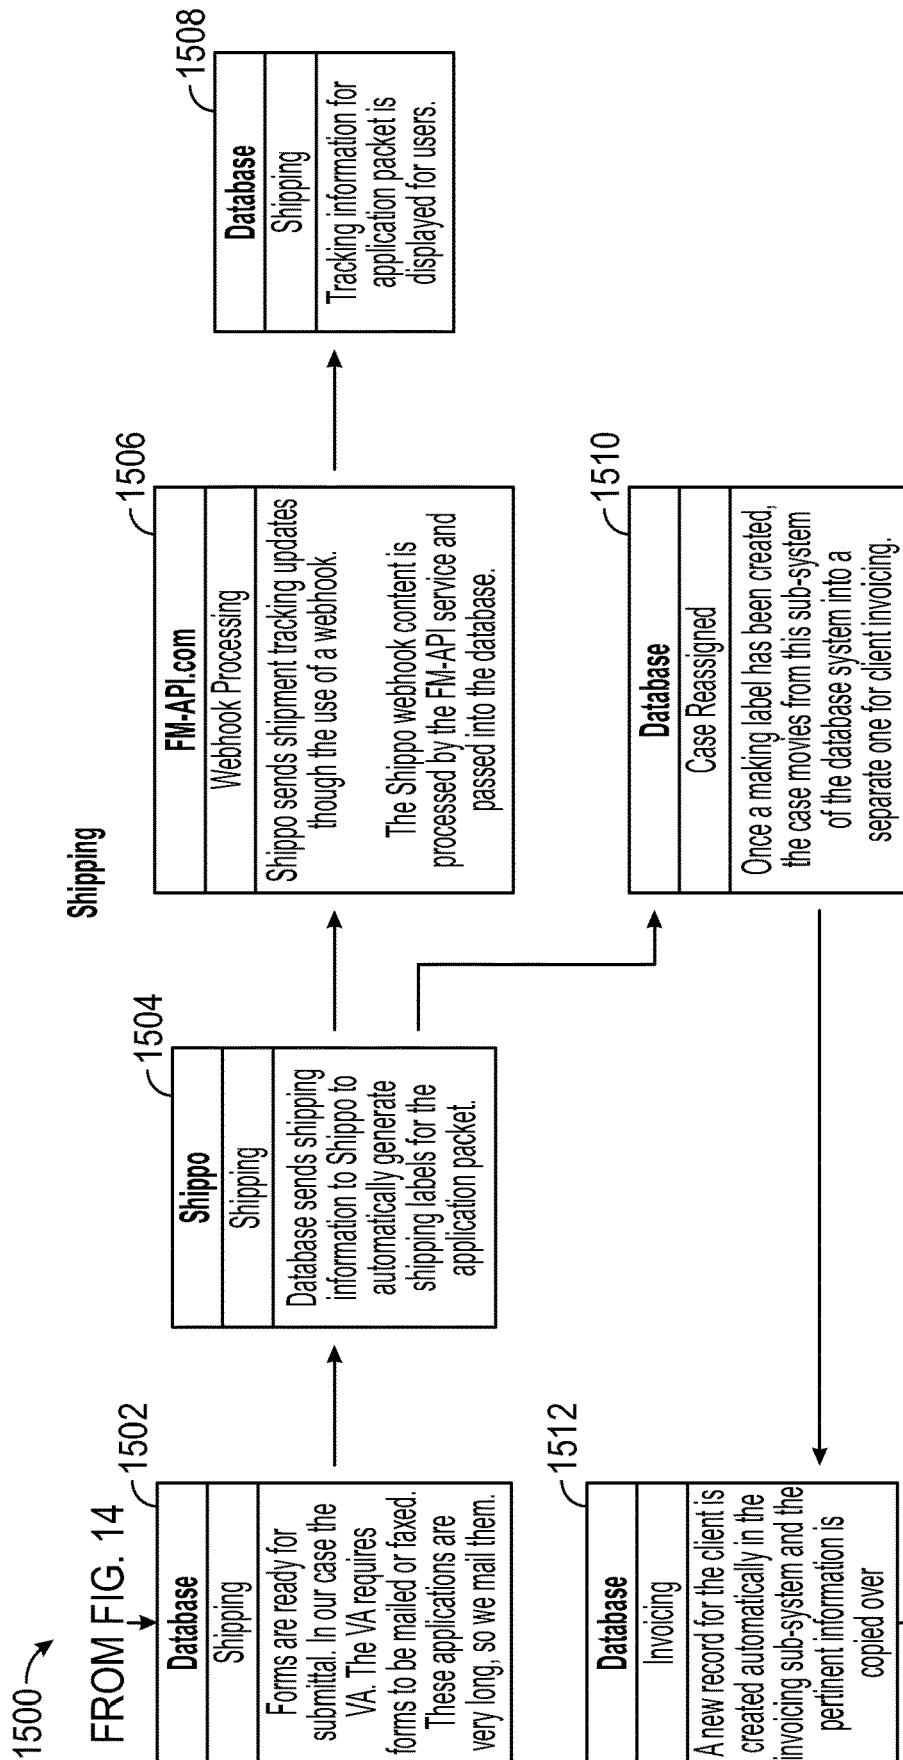 1500
FROM FIG. 14
Shipping
1502
Database
Shipping
Forms are ready for
submittal. In our case the
VA. The VA requires
forms to be mailed or faxed.
These applications are
very long, so we mail them.
1504
Shippo
Shipping
Database sends shipping
information to Shippo to
automatically generate
shipping labels for the
application packet.
1506
FM-API.com
Webhook Processing
Shippo sends shipment tracking updates
though the use of a webhook.
The Shippo webhook content is
processed by the FM-API service and
passed into the database.
1508
Database
Shipping
Tracking information for
application packet is
displayed for users.
1510
Database
Case Reassigned
Once a making label has been created,
the case movies from this sub-system
of the database system into a
separate one for client invoicing.
1512
Database
Invoicing
A new record for the client is
created automatically in the
invoicing sub-system and the
pertinent information is
copied over